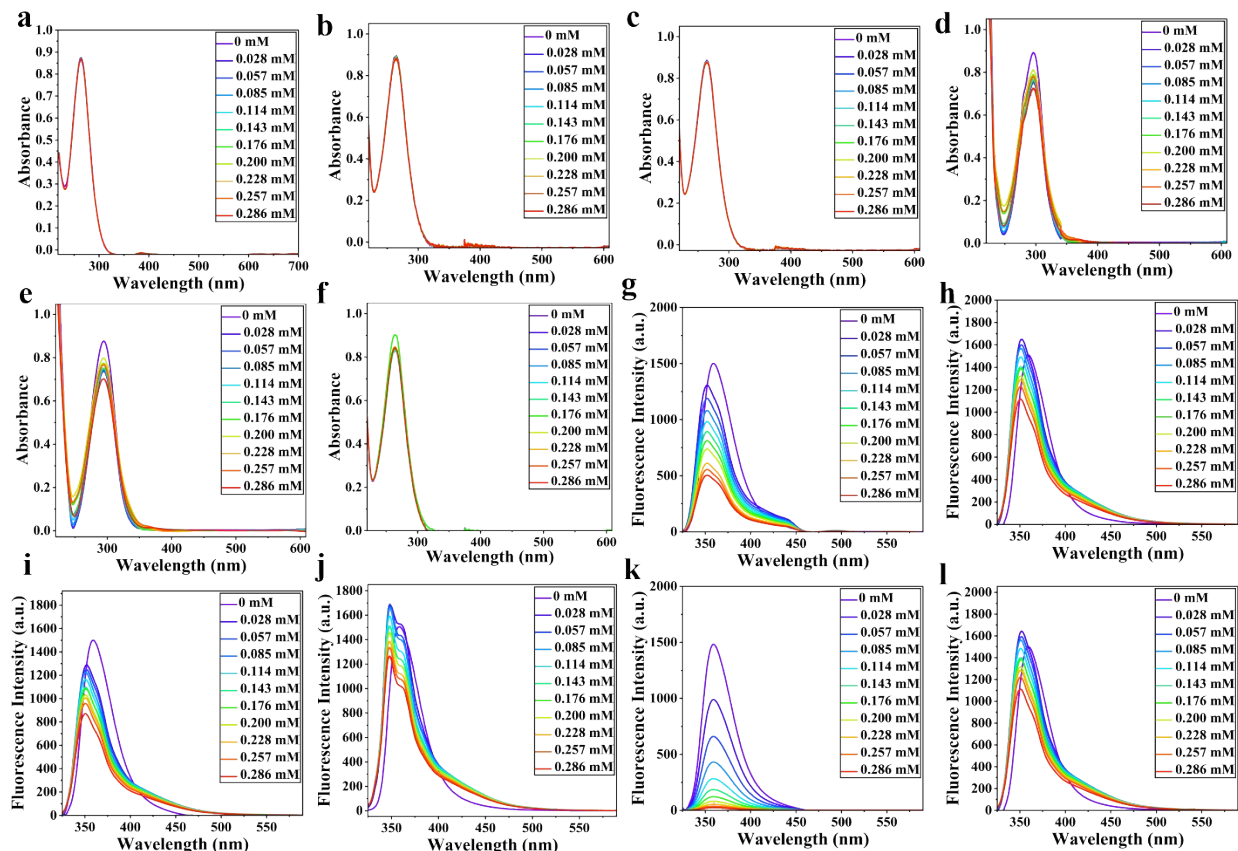 a
Absorbance
1.0
0.9
0.8
0.7
0.6
0.5
0.4
0.3
0.2
0.1
0.0
300 400 500 600 700
Wavelength (nm)
0 mM
0.028 mM
0.057 mM
0.085 mM
0.114 mM
0.143 mM
0.176 mM
0.200 mM
0.228 mM
0.257 mM
0.286 mM
b
Absorbance
1.0
0.8
0.6
0.4
0.2
0.0
300 400 500 600
Wavelength (nm)
0 mM
0.028 mM
0.057 mM
0.085 mM
0.114 mM
0.143 mM
0.176 mM
0.200 mM
0.228 mM
0.257 mM
0.286 mM
c
Absorbance
1.0
0.8
0.6
0.4
0.2
0.0
300 400 500 600
Wavelength (nm)
0 mM
0.028 mM
0.057 mM
0.085 mM
0.114 mM
0.143 mM
0.176 mM
0.200 mM
0.228 mM
0.257 mM
0.286 mM
d
Absorbance
1.0
0.8
0.6
0.4
0.2
0.0
300 400 500 600
Wavelength (nm)
0 mM
0.028 mM
0.057 mM
0.085 mM
0.114 mM
0.143 mM
0.176 mM
0.200 mM
0.228 mM
0.257 mM
0.286 mM
e
Absorbance
1.0
0.8
0.6
0.4
0.2
0.0
300 400 500 600
Wavelength (nm)
0 mM
0.028 mM
0.057 mM
0.085 mM
0.114 mM
0.143 mM
0.176 mM
0.200 mM
0.228 mM
0.257 mM
0.286 mM
f
Absorbance
1.0
0.8
0.6
0.4
0.2
0.0
300 400 500 600
Wavelength (nm)
0 mM
0.028 mM
0.057 mM
0.085 mM
0.114 mM
0.143 mM
0.176 mM
0.200 mM
0.228 mM
0.257 mM
0.286 mM
g
Fluorescence Intensity (a.u.)
2000
1500
1000
500
0
350 400 450 500 550
Wavelength (nm)
0 mM
0.028 mM
0.057 mM
0.085 mM
0.114 mM
0.143 mM
0.176 mM
0.200 mM
0.228 mM
0.257 mM
0.286 mM
h
Fluorescence Intensity (a.u.)
2000
1800
1600
1400
1200
1000
800
600
400
200
0
350 400 450 500 550
Wavelength (nm)
0 mM
0.028 mM
0.057 mM
0.085 mM
0.114 mM
0.143 mM
0.176 mM
0.200 mM
0.228 mM
0.257 mM
0.286 mM
i
Fluorescence Intensity (a.u.)
1800
1600
1400
1200
1000
800
600
400
200
0
350 400 450 500 550
Wavelength (nm)
0 mM
0.028 mM
0.057 mM
0.085 mM
0.114 mM
0.143 mM
0.176 mM
0.200 mM
0.228 mM
0.257 mM
0.286 mM
j
Fluorescence Intensity (a.u.)
1800
1600
1400
1200
1000
800
600
400
200
0
350 400 450 500 550
Wavelength (nm)
0 mM
0.028 mM
0.057 mM
0.085 mM
0.114 mM
0.143 mM
0.176 mM
0.200 mM
0.228 mM
0.257 mM
0.286 mM
k
Fluorescence Intensity (a.u.)
2000
1500
1000
500
0
350 400 450 500 550
Wavelength (nm)
0 mM
0.028 mM
0.057 mM
0.085 mM
0.114 mM
0.143 mM
0.176 mM
0.200 mM
0.228 mM
0.257 mM
0.286 mM
l
Fluorescence Intensity (a.u.)
2000
1800
1600
1400
1200
1000
800
600
400
200
0
350 400 450 500 550
Wavelength (nm)
0 mM
0.028 mM
0.057 mM
0.085 mM
0.114 mM
0.143 mM
0.176 mM
0.200 mM
0.228 mM
0.257 mM
0.286 mM